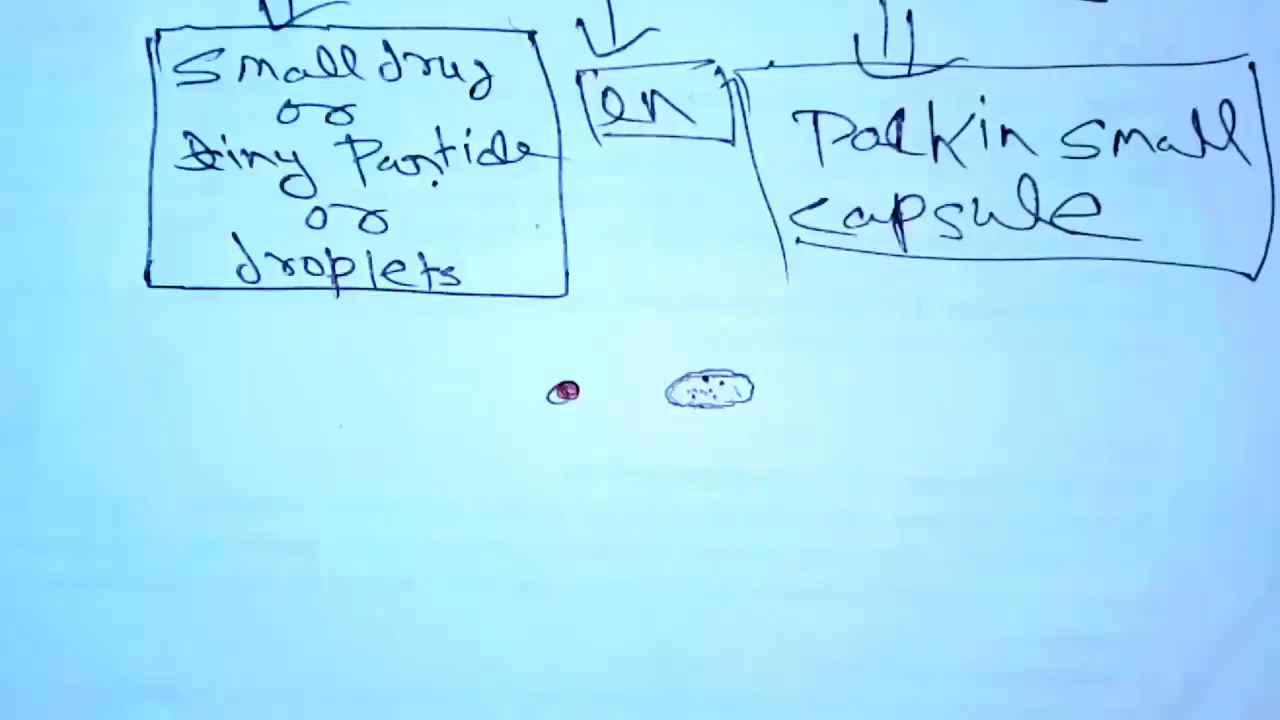 Small drug
or
tiny Particle
or
droplets
en
Pack in small
capsule